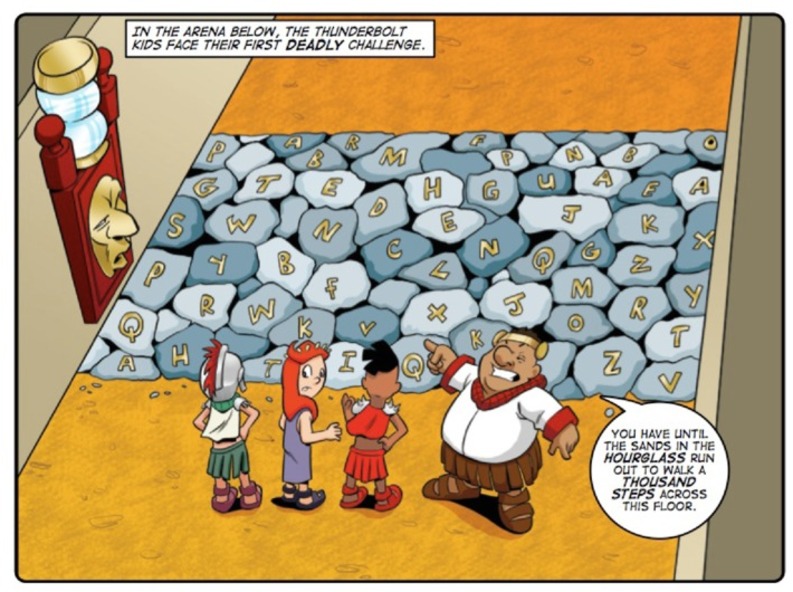 IN THE ARENA BELOW, THE THUNDERBOLT
KIDS FACE THEIR FIRST DEADLY CHALLENGE.
P A R F O
B M P N B
G T E H G U A F A
D
S W N E J K
X
C N Q G Z
P Y B L
F M Y
R W X J R
Q K V O T
K
A H T I Q Z V
YOU HAVE UNTIL
THE SANDS IN THE
HOURGLASS RUN
OUT TO WALK A
THOUSAND
STEPS ACROSS
THIS FLOOR.